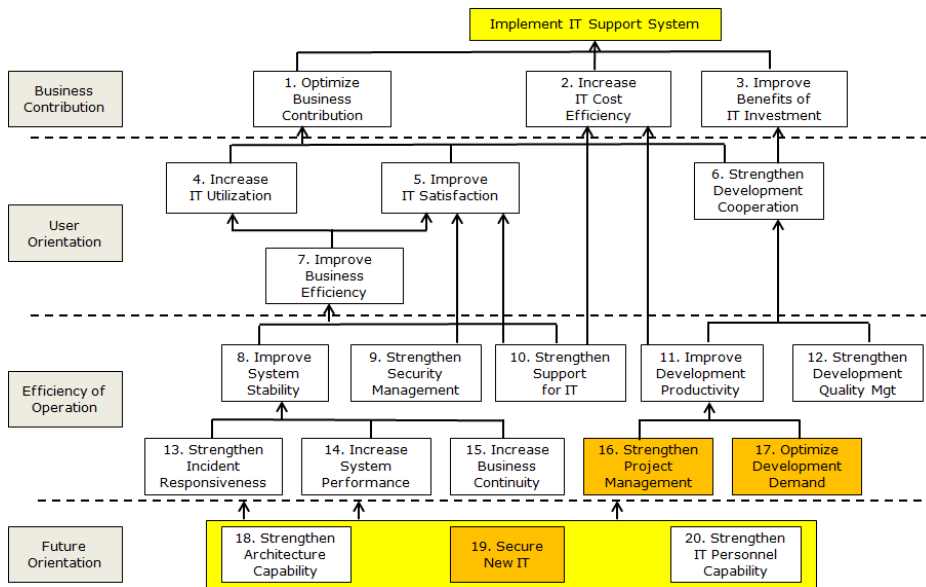 Implement IT Support System
Business
Contribution
1. Optimize
Business
Contribution
2. Increase
IT Cost
Efficiency
3. Improve
Benefits of
IT Investment
User
Orientation
4. Increase
IT Utilization
5. Improve
IT Satisfaction
6. Strengthen
Development
Cooperation
7. Improve
Business
Efficiency
Efficiency of
Operation
8. Improve
System
Stability
9. Strengthen
Security
Management
10. Strengthen
Support
for IT
11. Improve
Development
Productivity
12. Strengthen
Development
Quality Mgt
13. Strengthen
Incident
Responsiveness
14. Increase
System
Performance
15. Increase
Business
Continuity
16. Strengthen
Project
Management
17. Optimize
Development
Demand
Future
Orientation
18. Strengthen
Architecture
Capability
19. Secure
New IT
20. Strengthen
IT Personnel
Capability